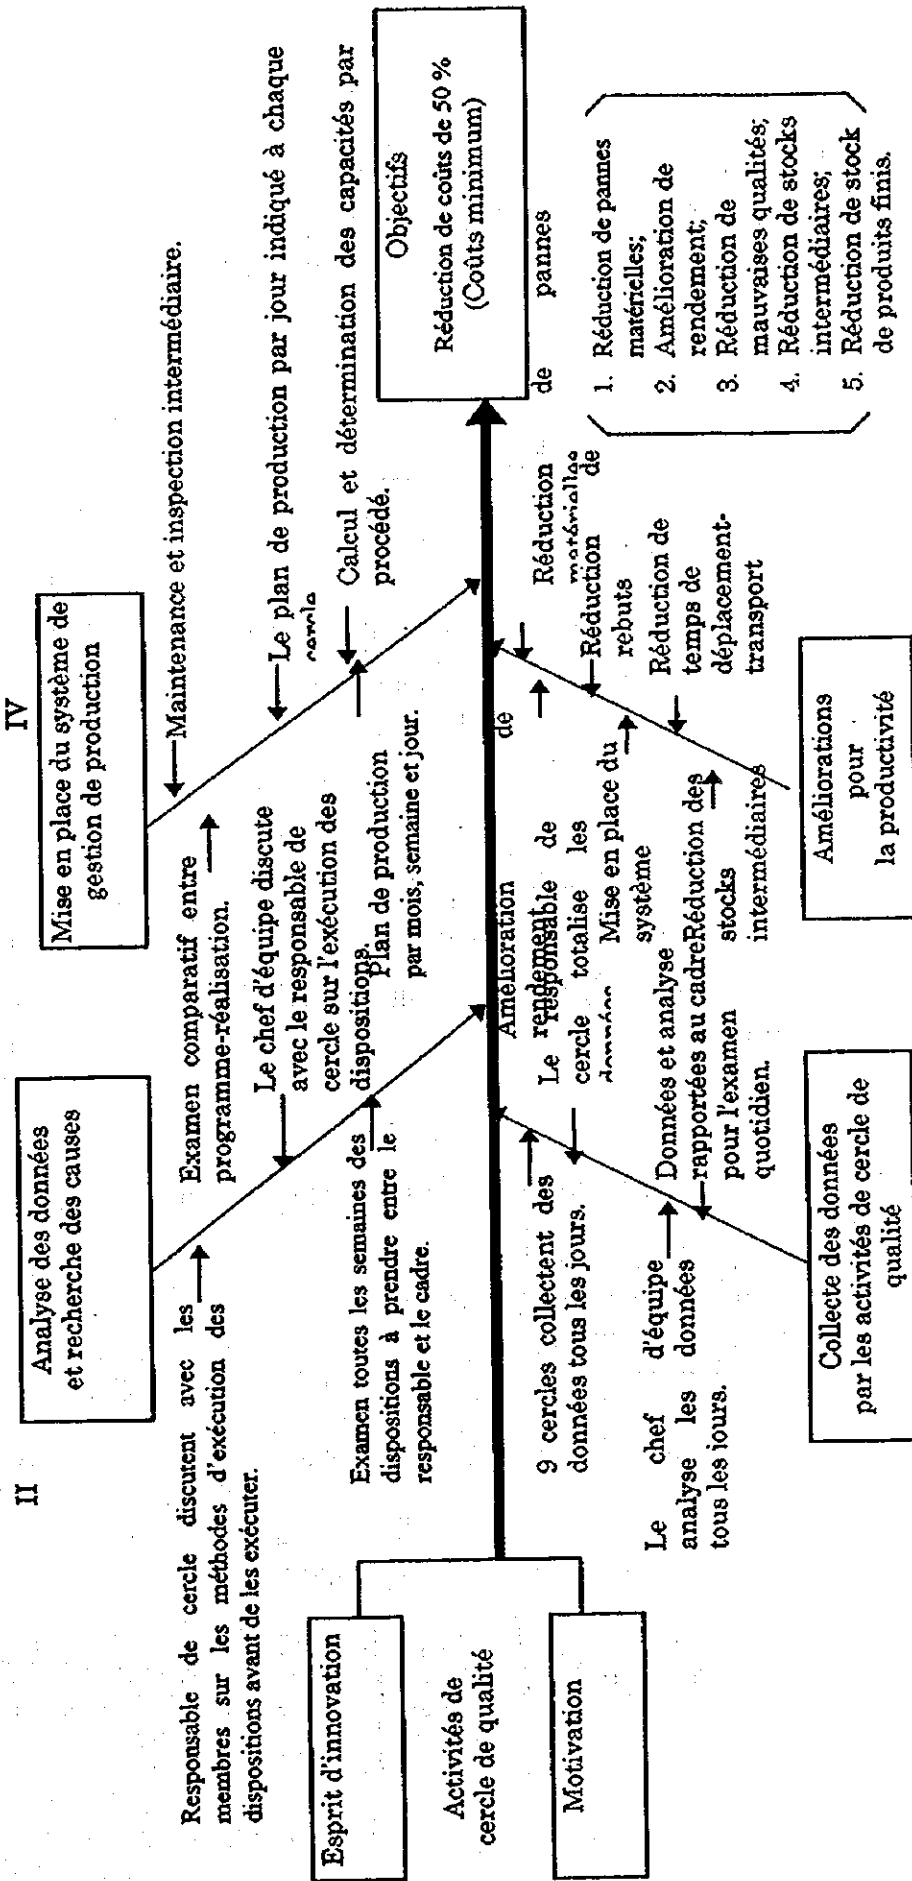 II
IV
Analyse des données
et recherche des causes
Mise en place du système de
gestion de production
Responsable de cercle discutent avec les
membres sur les méthodes d'exécution des
dispositions avant de les exécuter.
Examen comparatif entre
programme-réalisation.
Maintenance et inspection intermédiaire.
Le chef d'équipe discute
avec le responsable de
cercle sur l'exécution des
dispositions.
Le plan de production par jour indiqué à chaque
Examen toutes les semaines des
dispositions à prendre entre le
responsable et le cadre.
Plan de production
par mois, semaine et jour.
Calcul et détermination des capacités par
procédé.
Esprit d'innovation
Activités de
cercle de qualité
Motivation
Objectifs
Réduction de coûts de 50 %
(Coûts minimum)
9 cercles collectent des
données tous les jours.
Le responsable de
cercle totalise les
données
Amélioration de
rendement
Réduction de pannes
matérielles
Le chef d'équipe
analyse les données
tous les jours.
Données et analyse
rapportées au cadre
pour l'examen
quotidien.
Mise en place du
système
Réduction de
rebuts
Réduction des
stocks
intermédiaires
Réduction de
temps de
déplacement-
transport
1. Réduction de pannes
matérielles;
2. Amélioration de
rendement;
3. Réduction de
mauvaises qualités;
4. Réduction de stocks
intermédiaires;
5. Réduction de stock
de produits finis.
Collecte des données
par les activités de cercle de
qualité
Améliorations
pour
la productivité